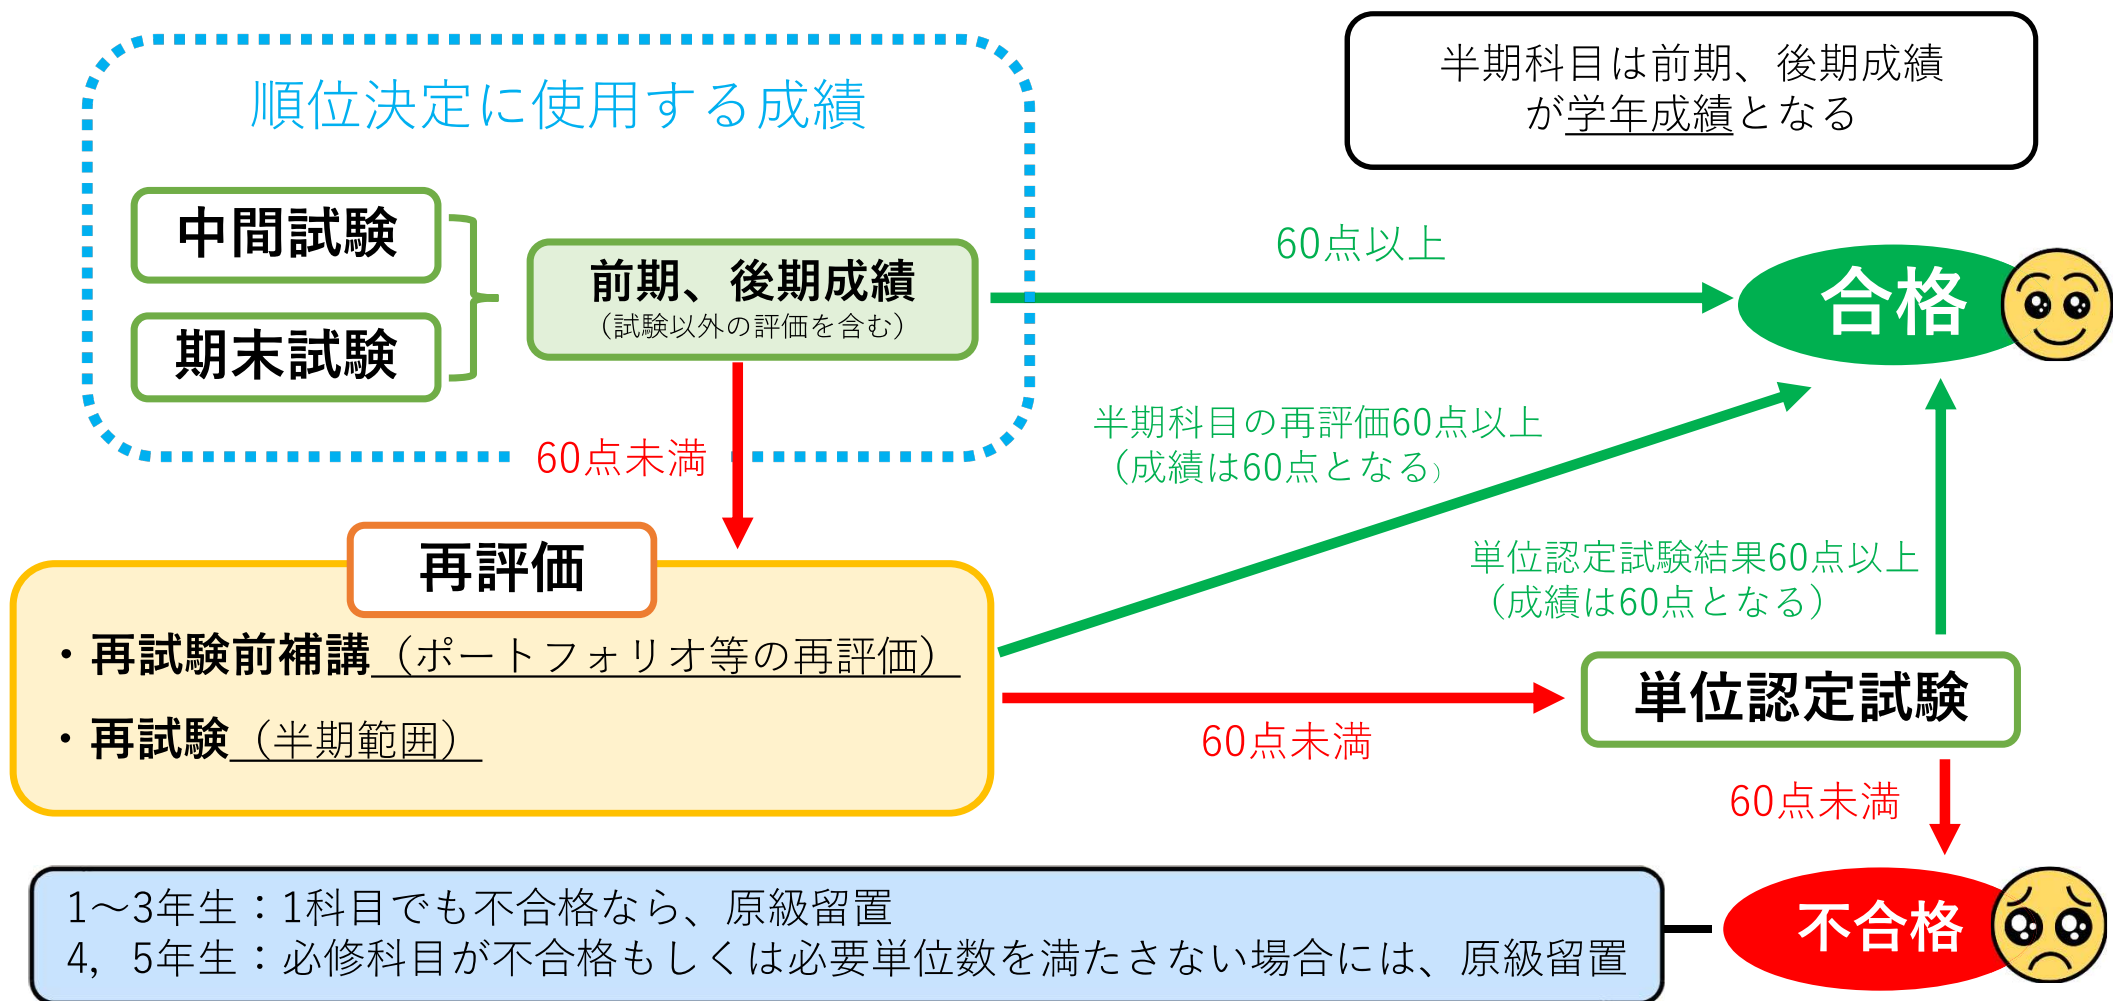 順位決定に使用する成績
半期科目は前期、後期成績
が学年成績となる
中間試験
期末試験
前期、後期成績
（試験以外の評価を含む）
60点以上
合格
60点未満
半期科目の再評価60点以上
（成績は60点となる）
再評価
・再試験前補講（ポートフォリオ等の再評価）
・再試験（半期範囲）
単位認定試験結果60点以上
（成績は60点となる）
単位認定試験
60点未満
60点未満
1～3年生：1科目でも不合格なら、原級留置
4，5年生：必修科目が不合格もしくは必要単位数を満たさない場合には、原級留置
不合格